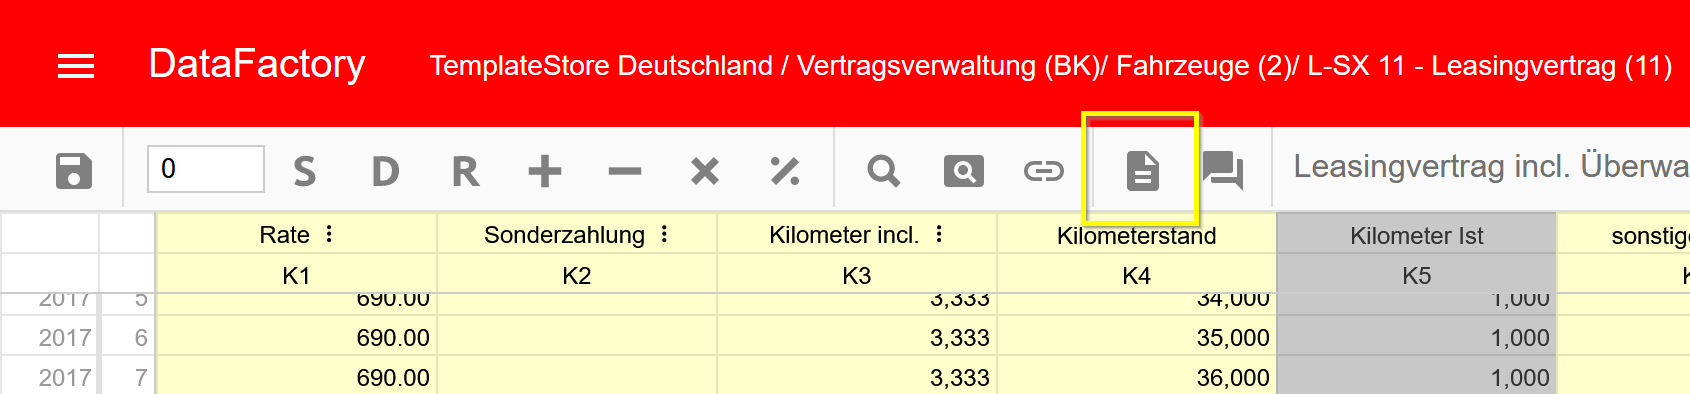 DataFactory TemplateStore Deutschland / Vertragsverwaltung (BK)/ Fahrzeuge (2)/ L-SX 11 - Leasingvertrag (11)
0 S D R Leasingvertrag incl. Überwa
Rate Sonderzahlung Kilometer incl. Kilometerstand Kilometer Ist sonstige
K1 K2 K3 K4 K5
2017 5 690.00 3,333 34,000 1,000
2017 6 690.00 3,333 35,000 1,000
2017 7 690.00 3,333 36,000 1,000